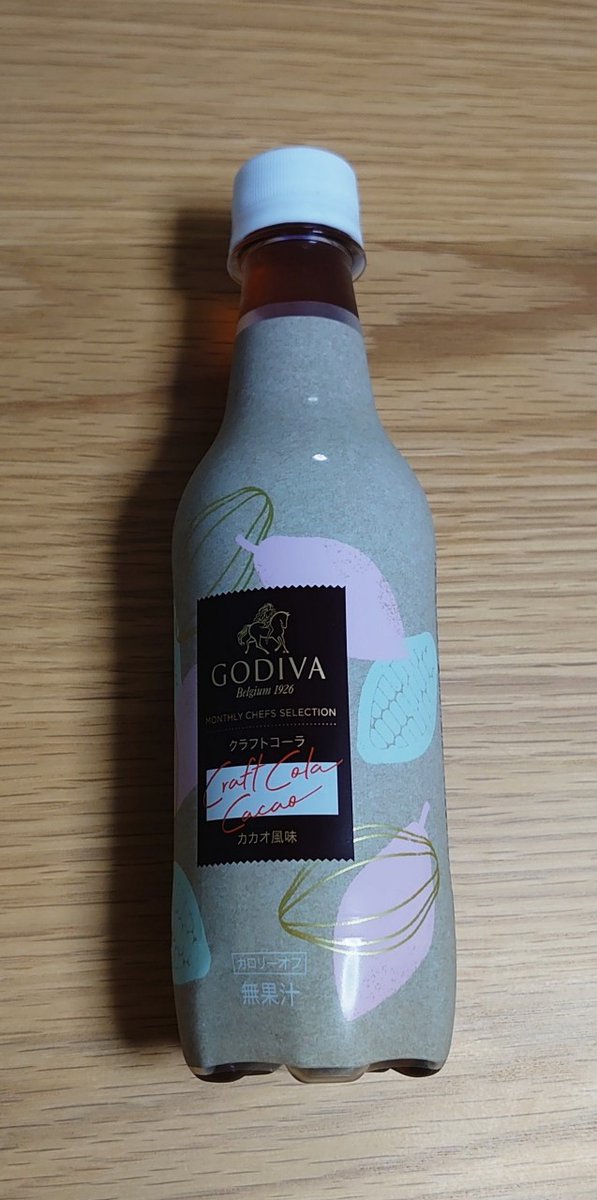 GODIVA
Belgium 1926
MONTHLY CHEFS SELECTION
クラフトコーラ
Craft Cola
Cacao
カカオ風味
カロリーオフ
無果汁